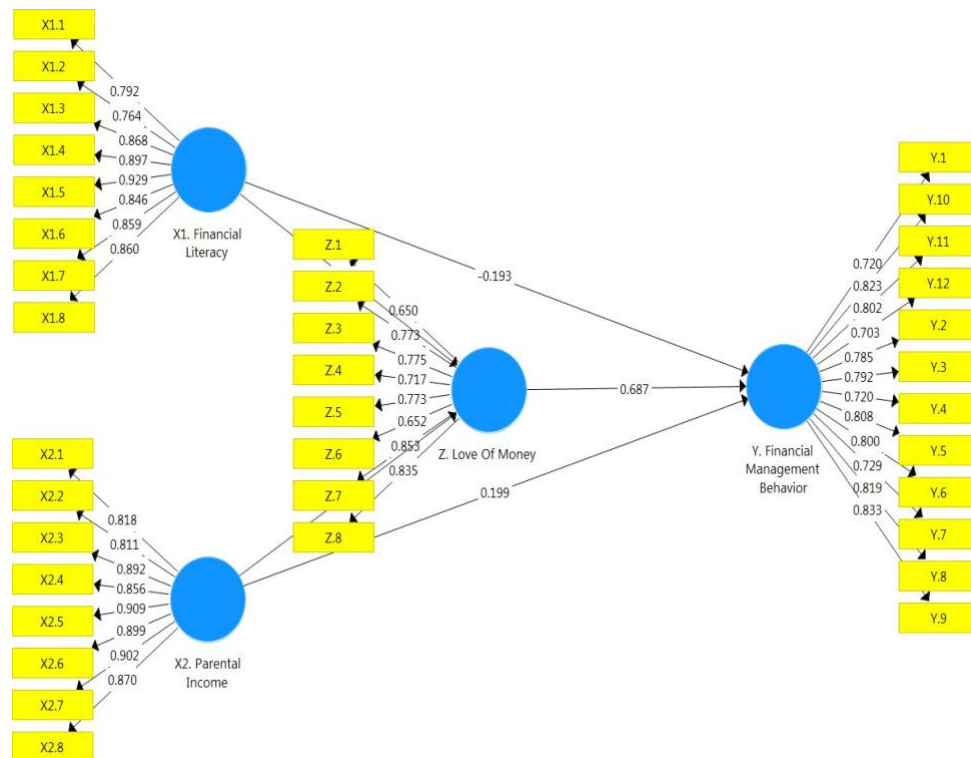 X1.1
X1.2
X1.3
X1.4
X1.5
X1.6
X1.7
X1.8
0.792
0.764
0.868
0.897
0.929
0.846
0.859
0.860
X1. Financial
Literacy
X2.1
X2.2
X2.3
X2.4
X2.5
X2.6
X2.7
X2.8
0.818
0.811
0.892
0.856
0.909
0.899
0.902
0.870
X2. Parental
Income
Z.1
Z.2
Z.3
Z.4
Z.5
Z.6
Z.7
Z.8
0.650
0.773
0.775
0.717
0.773
0.652
0.853
0.835
Z. Love Of Money
-0.193
0.687
0.199
Y. Financial
Management
Behavior
0.720
0.823
0.802
0.703
0.785
0.792
0.720
0.808
0.800
0.729
0.819
0.833
Y.1
Y.10
Y.11
Y.12
Y.2
Y.3
Y.4
Y.5
Y.6
Y.7
Y.8
Y.9